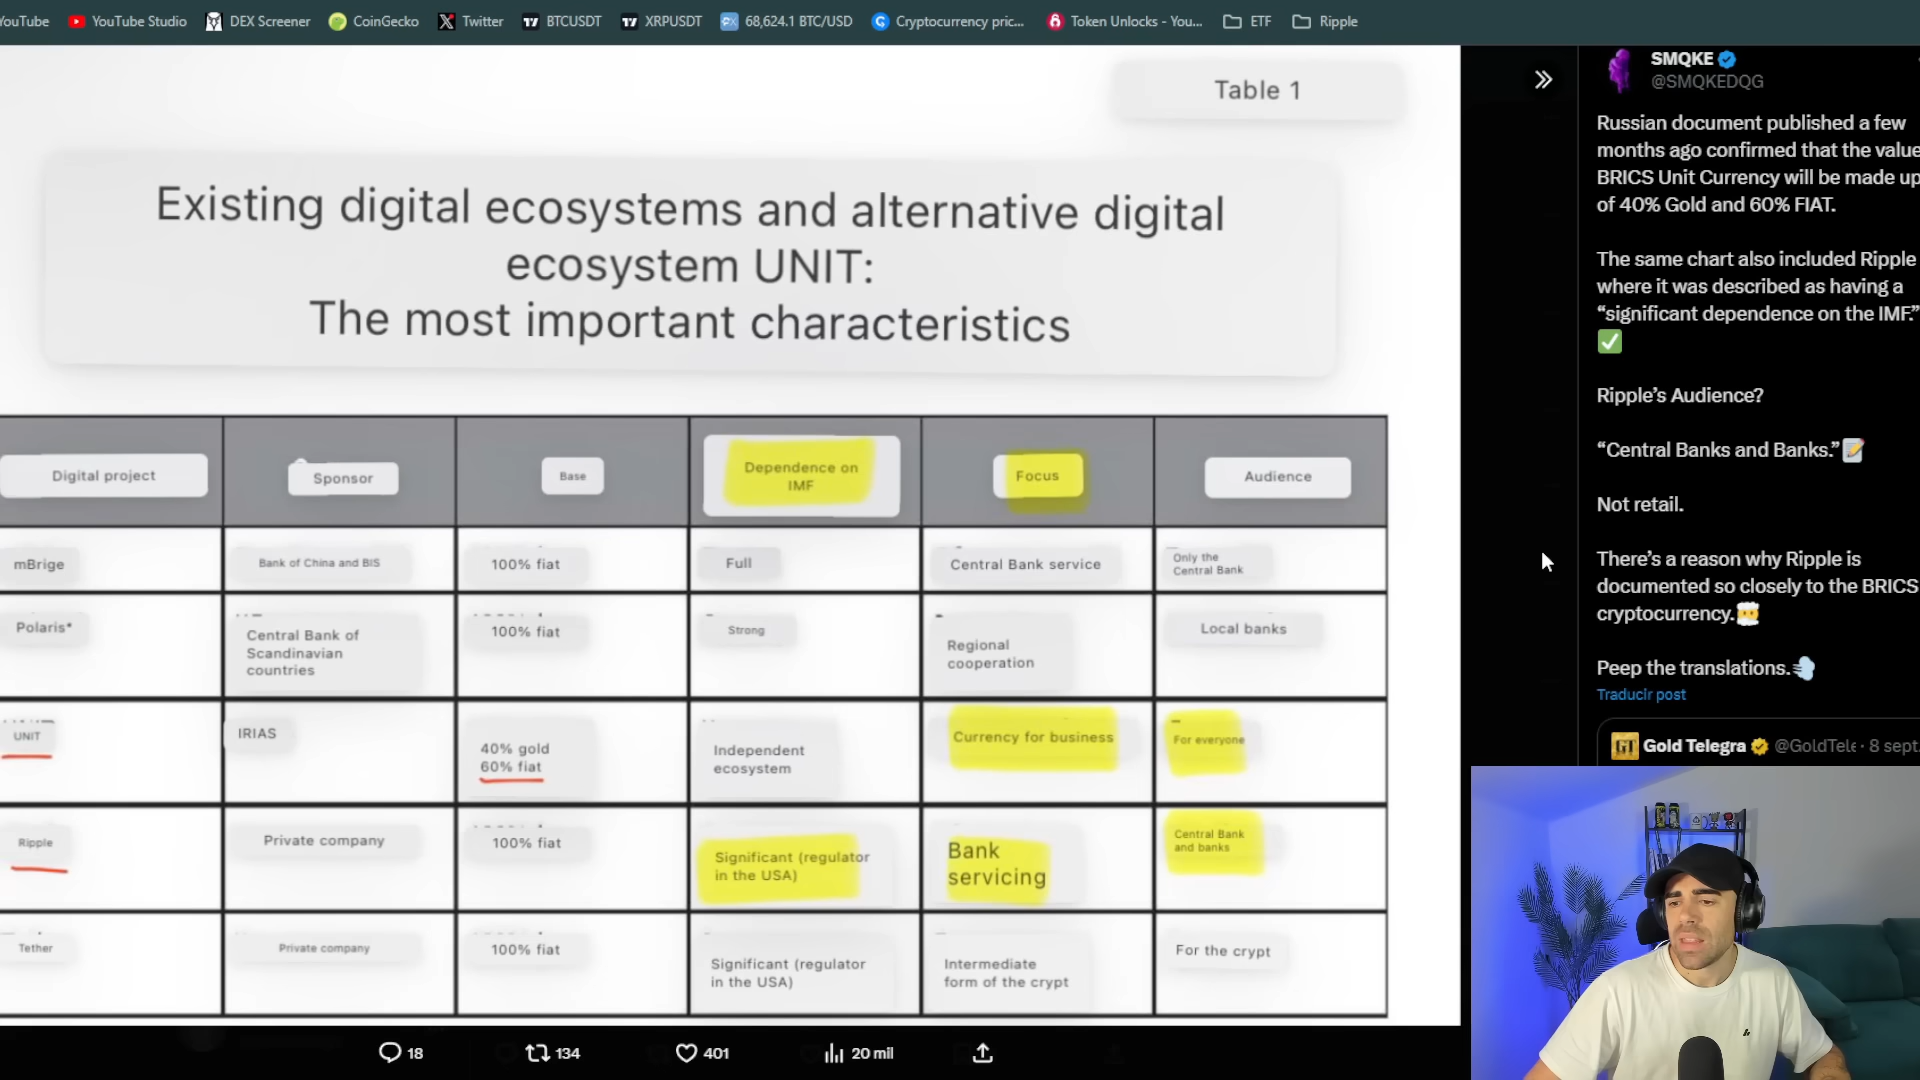 YouTube
YouTube Studio
DEX Screener
CoinGecko
Twitter
BTCUSDT
XRPUSDT
68,624.1 BTC/USD
Cryptocurrency pric...
Token Unlocks - You...
ETF
Ripple
Table 1
Existing digital ecosystems and alternative digital
ecosystem UNIT:
The most important characteristics
Digital project
Sponsor
Base
Dependence on
IMF
Focus
Audience
mBrige
Bank of China and BIS
100% fiat
Full
Central Bank service
Only the
Central Bank
Polaris*
Central Bank of
Scandinavian
countries
100% fiat
Strong
Regional
cooperation
Local banks
UNIT
IRIAS
40% gold
60% fiat
Independent
ecosystem
Currency for business
For everyone
Ripple
Private company
100% fiat
Significant (regulator
in the USA)
Bank
servicing
Central Bank
and banks
Tether
Private company
100% fiat
Significant (regulator
in the USA)
Intermediate
form of the crypt
For the crypt
18
134
401
20 mil
SMQKE
@SMQKEDQG
Russian document published a few
months ago confirmed that the value
BRICS Unit Currency will be made up
of 40% Gold and 60% FIAT.
The same chart also included Ripple
where it was described as having a
“significant dependence on the IMF.”
Ripple’s Audience?
“Central Banks and Banks.”
Not retail.
There’s a reason why Ripple is
documented so closely to the BRICS
cryptocurrency.
Peep the translations.
Traducir post
GT
Gold Telegra @GoldTele · 8 sept.